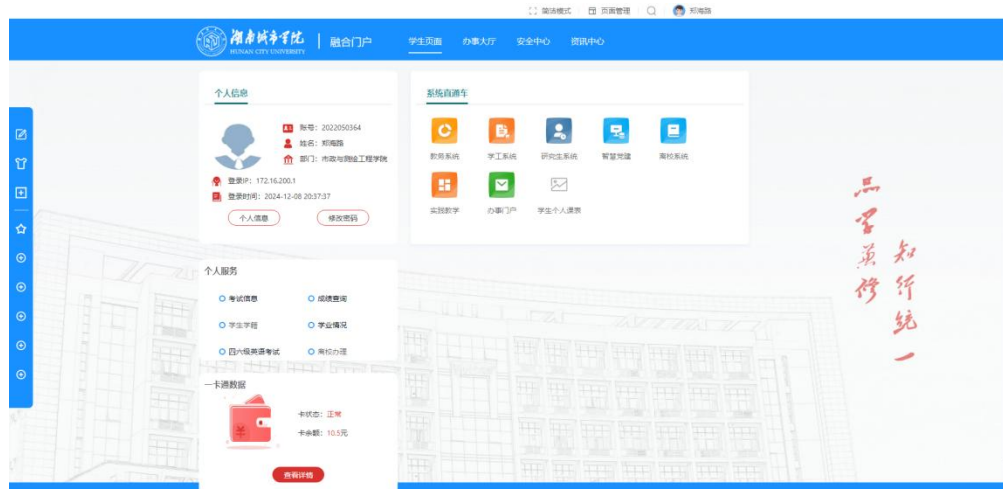 简洁模式 页面管理 郑海路
湖南城市学院 融合门户 学生页面 办事大厅 安全中心 资讯中心
HUNAN CITY UNIVERSITY
个人信息
账号：2022050364
姓名：郑海路
部门：市政与测绘工程学院
登录IP：172.16.200.1
登录时间：2024-12-08 20:37:37
个人信息 修改密码
系统直通车
教务系统 学工系统 研究生系统 智慧党建 离校系统
实践教学 办事门户 学生个人课表
个人服务
考试信息 成绩查询
学生学籍 学业情况
四六级英语考试 离校办理
一卡通数据
卡状态：正常
卡余额：10.5元
查看详情
品学兼修
知行统一